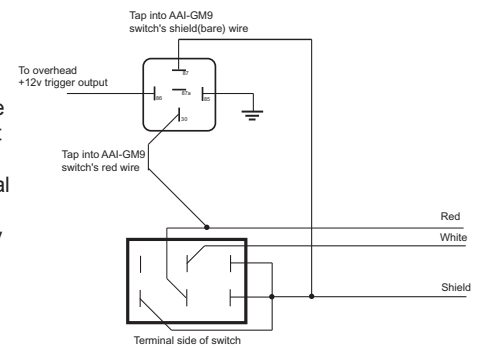 Tap into AAI-GM9
switch's shield(bare) wire
To overhead
+12v trigger output
87
87a
86
85
30
Tap into AAI-GM9
switch's red wire
Red
White
Shield
Terminal side of switch
al